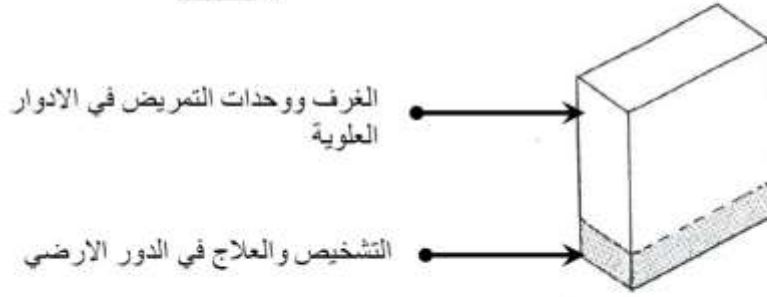 الغرف ووحدات التمريض في الادوار
العلوية
التشخيص والعلاج في الدور الارضي